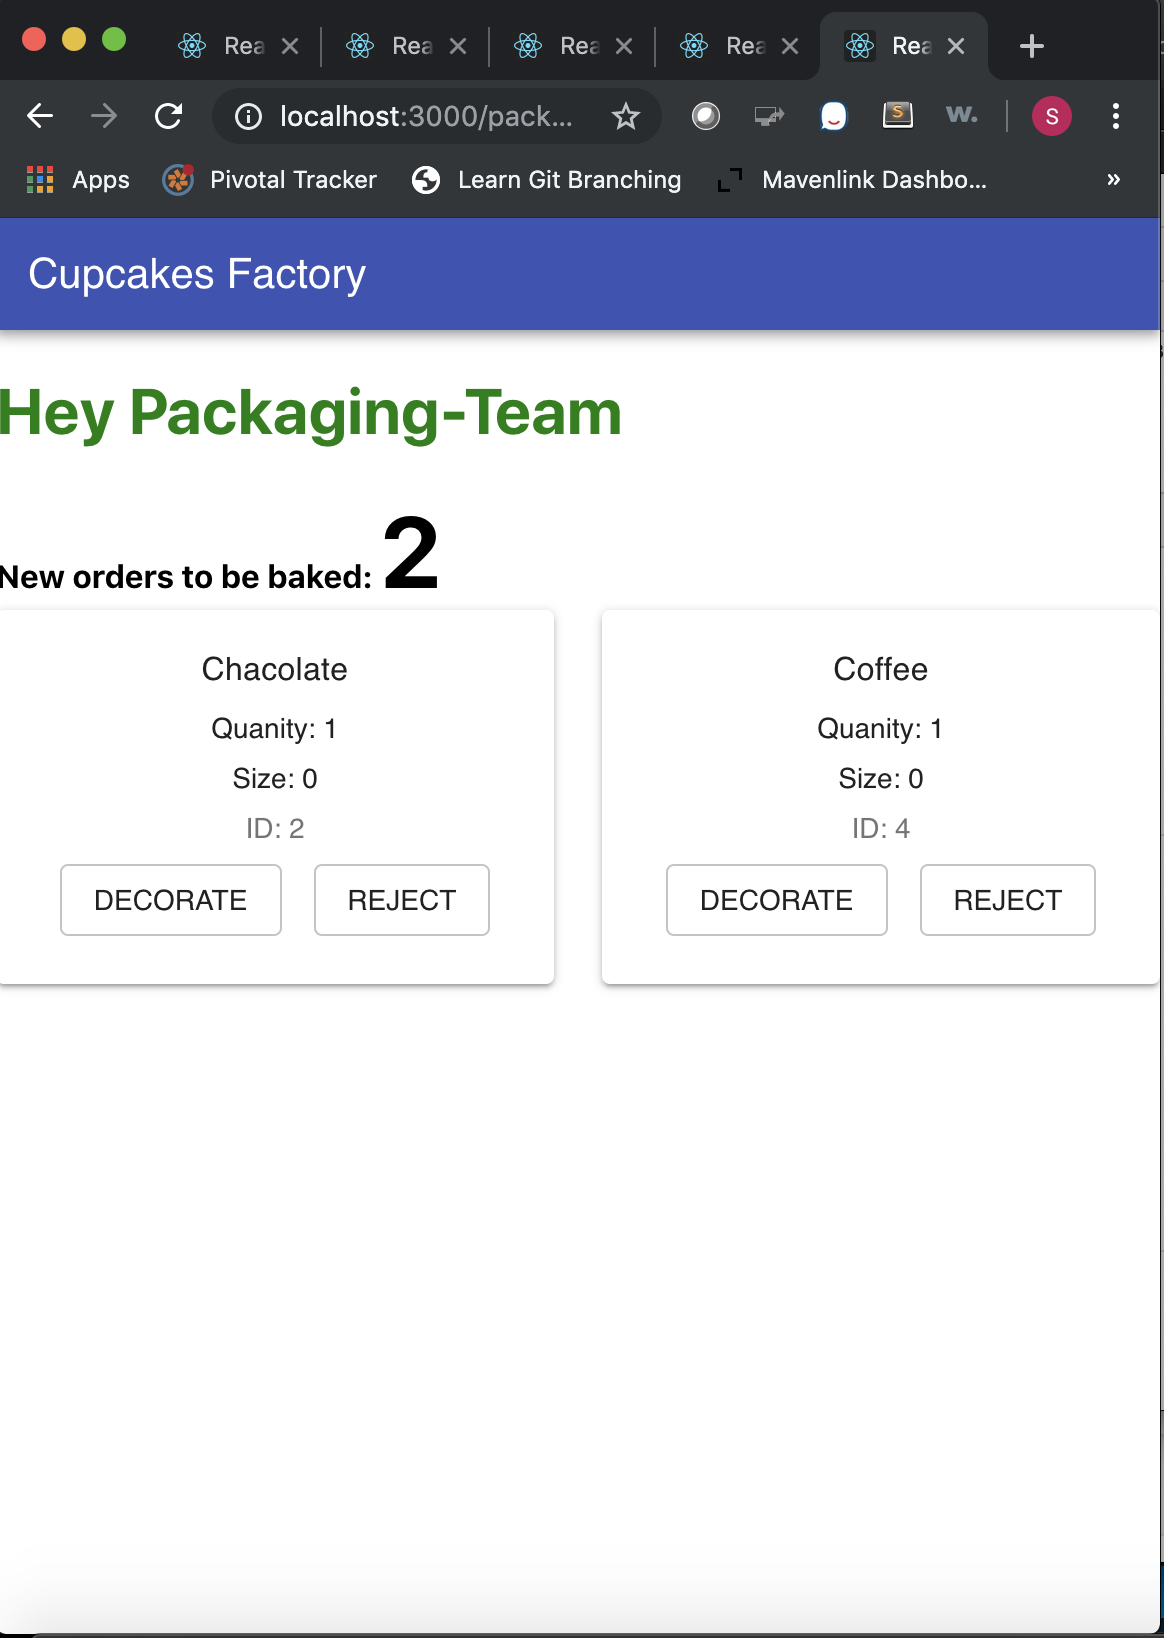 Rea Rea Rea Rea Rea
localhost:3000/pack... S w. S
Apps Pivotal Tracker Learn Git Branching Mavenlink Dashbo... »
Cupcakes Factory
Hey Packaging-Team
New orders to be baked: 2
Chacolate
Quanity: 1
Size: 0
ID: 2
DECORATE REJECT
Coffee
Quanity: 1
Size: 0
ID: 4
DECORATE REJECT